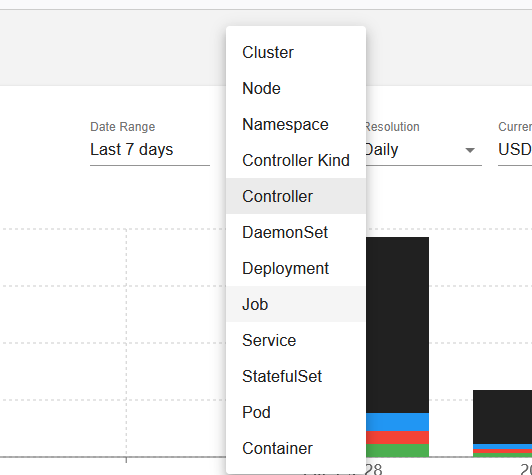 Cluster
Node
Namespace
Controller Kind
Controller
DaemonSet
Deployment
Job
Service
StatefulSet
Pod
Container
Date Range
Last 7 days
Resolution
Daily
Curren
USD
28
20